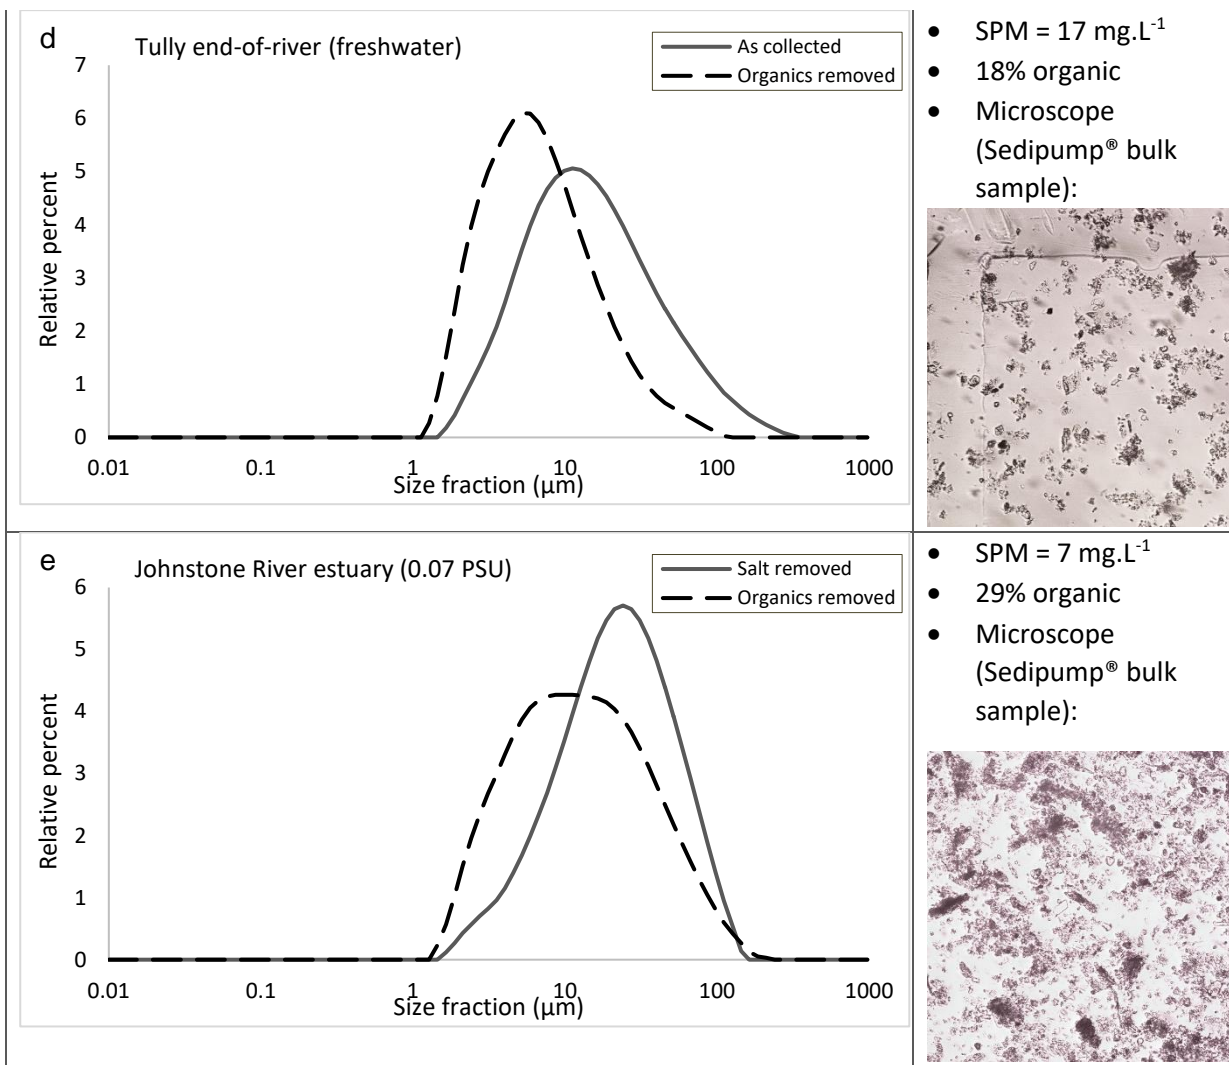 d
Tully end-of-river (freshwater)
As collected
Organics removed
7
6
5
4
3
2
1
0
Relative percent
0.01 0.1 1 10 100 1000
Size fraction (µm)
• SPM = 17 mg.L⁻¹
• 18% organic
• Microscope
(Sedipump® bulk
sample):
e
Johnstone River estuary (0.07 PSU)
Salt removed
Organics removed
6
5
4
3
2
1
0
Relative percent
0.01 0.1 1 10 100 1000
Size fraction (µm)
• SPM = 7 mg.L⁻¹
• 29% organic
• Microscope
(Sedipump® bulk
sample):